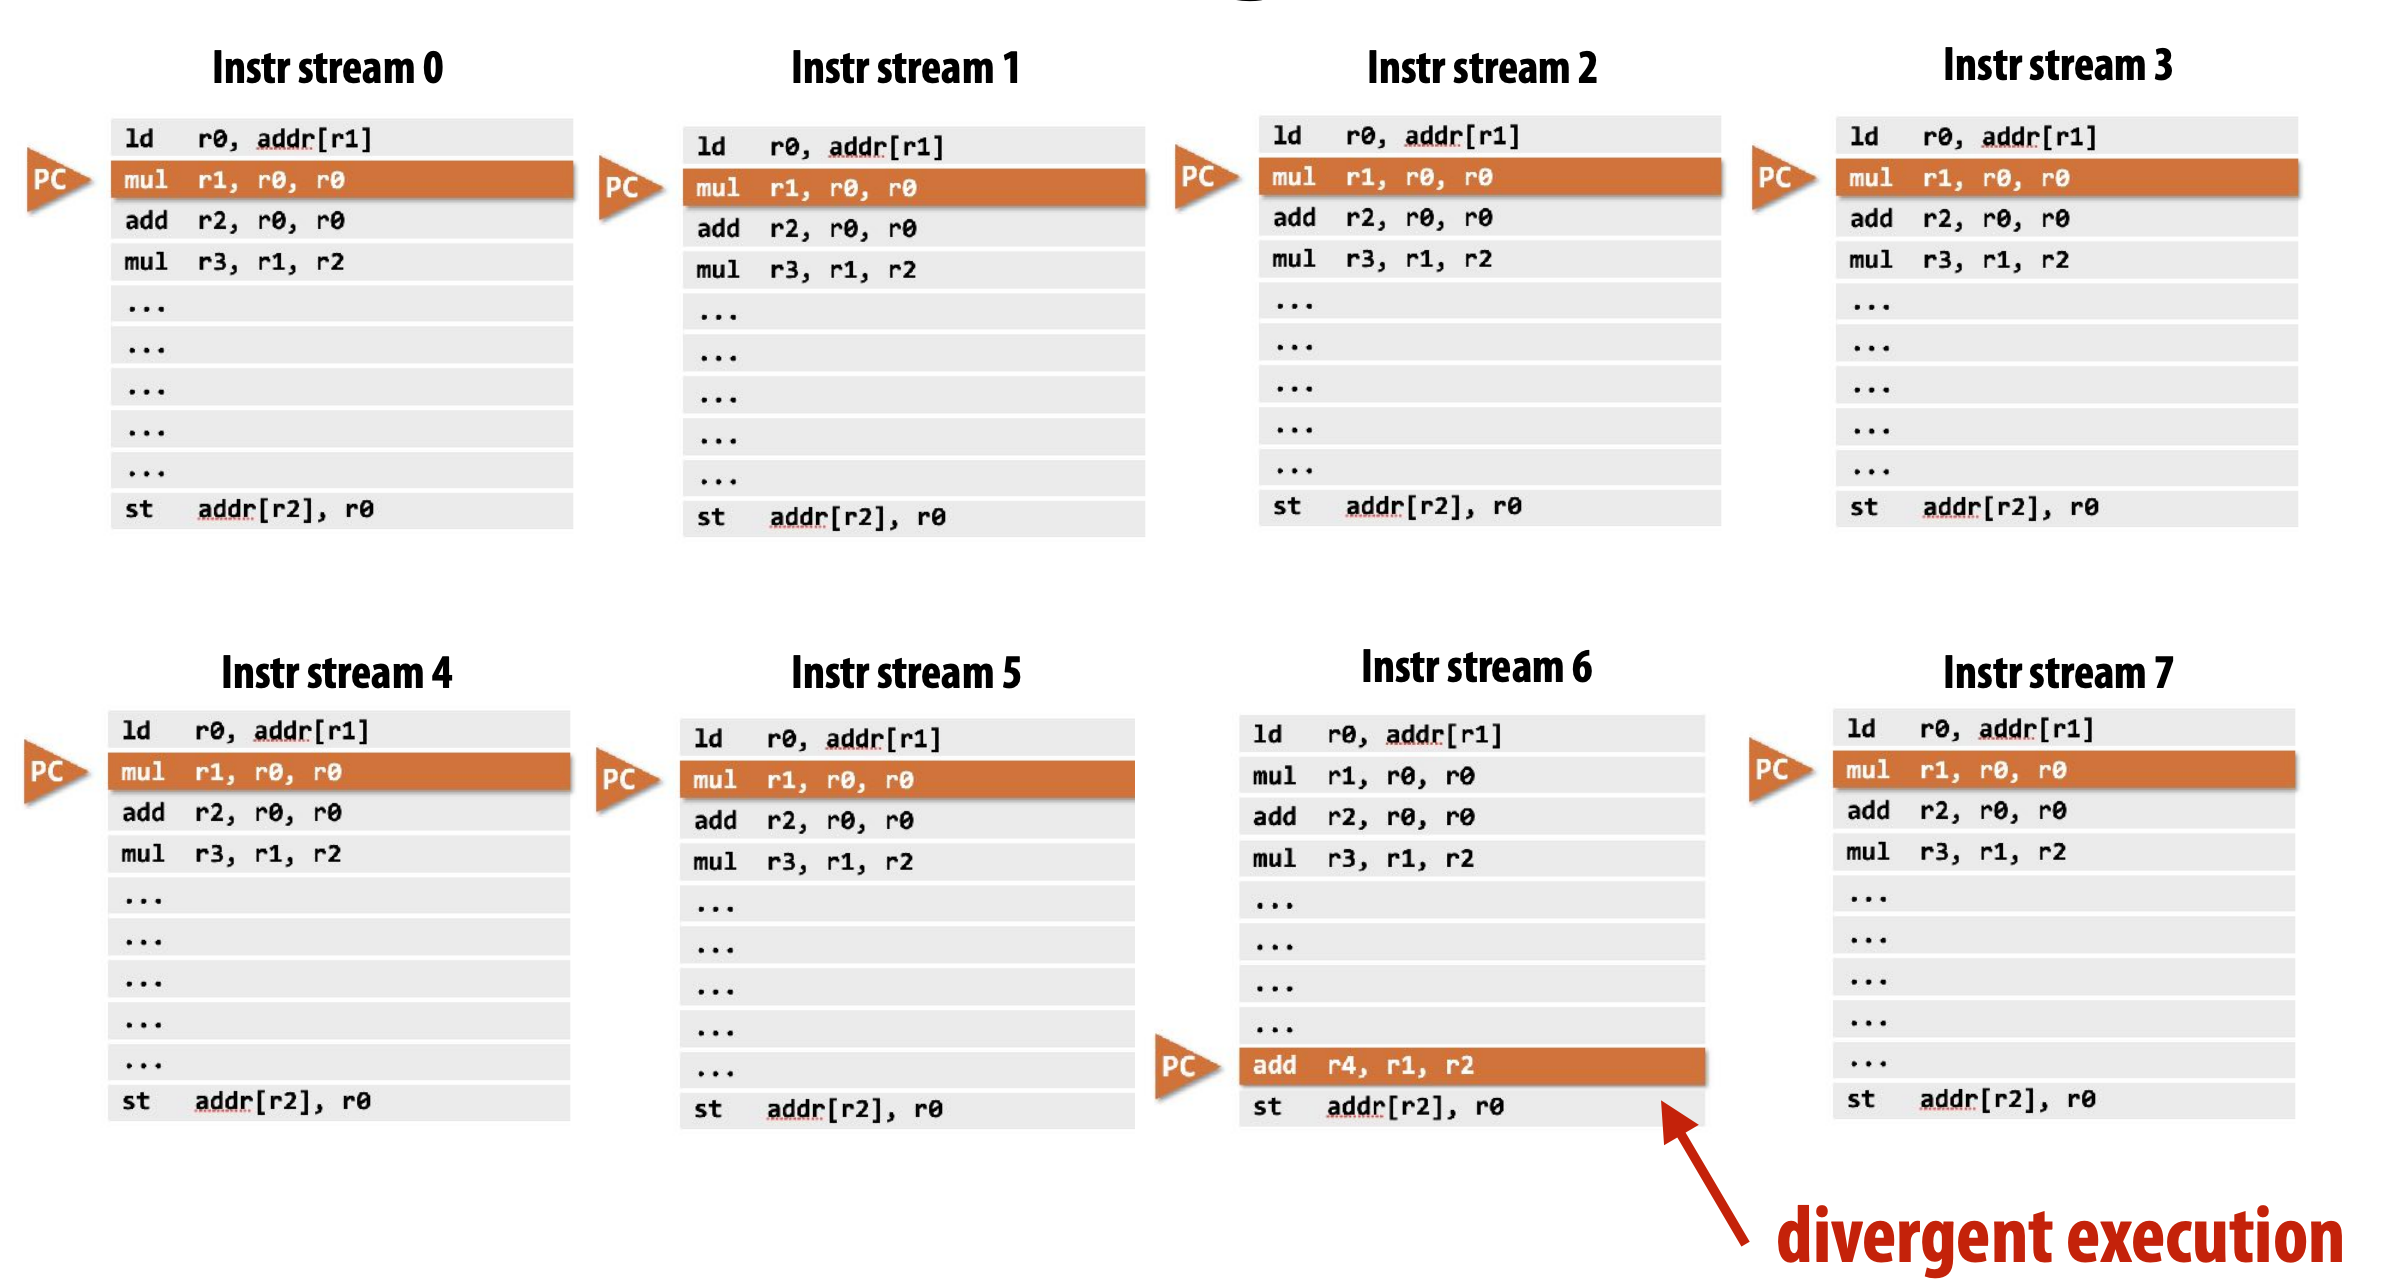 Instr stream 0
PC
ld r0, addr[r1]
mul r1, r0, r0
add r2, r0, r0
mul r3, r1, r2
...
...
...
...
...
st addr[r2], r0
Instr stream 1
PC
ld r0, addr[r1]
mul r1, r0, r0
add r2, r0, r0
mul r3, r1, r2
...
...
...
...
...
st addr[r2], r0
Instr stream 2
PC
ld r0, addr[r1]
mul r1, r0, r0
add r2, r0, r0
mul r3, r1, r2
...
...
...
...
...
st addr[r2], r0
Instr stream 3
PC
ld r0, addr[r1]
mul r1, r0, r0
add r2, r0, r0
mul r3, r1, r2
...
...
...
...
...
st addr[r2], r0
Instr stream 4
PC
ld r0, addr[r1]
mul r1, r0, r0
add r2, r0, r0
mul r3, r1, r2
...
...
...
...
...
st addr[r2], r0
Instr stream 5
PC
ld r0, addr[r1]
mul r1, r0, r0
add r2, r0, r0
mul r3, r1, r2
...
...
...
...
...
st addr[r2], r0
Instr stream 6
ld r0, addr[r1]
mul r1, r0, r0
add r2, r0, r0
mul r3, r1, r2
...
...
...
...
PC
add r4, r1, r2
st addr[r2], r0
Instr stream 7
PC
ld r0, addr[r1]
mul r1, r0, r0
add r2, r0, r0
mul r3, r1, r2
...
...
...
...
...
st addr[r2], r0
divergent execution